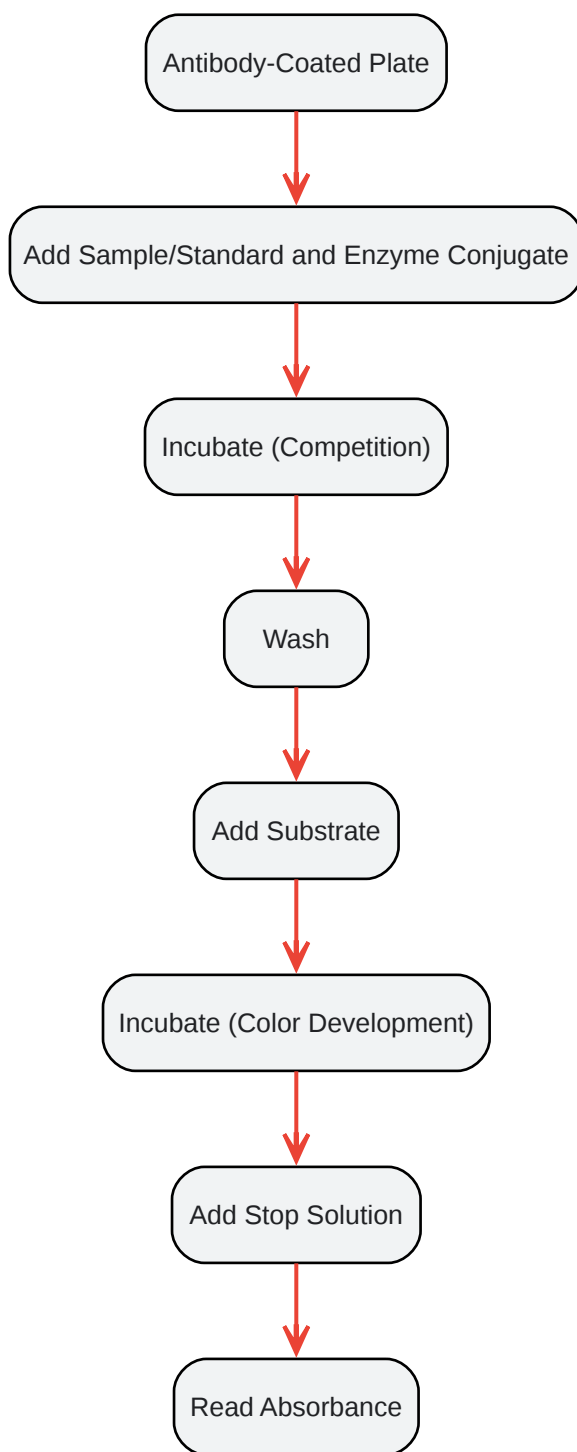 Antibody-Coated Plate
Add Sample/Standard and Enzyme Conjugate
Incubate (Competition)
Wash
Add Substrate
Incubate (Color Development)
Add Stop Solution
Read Absorbance